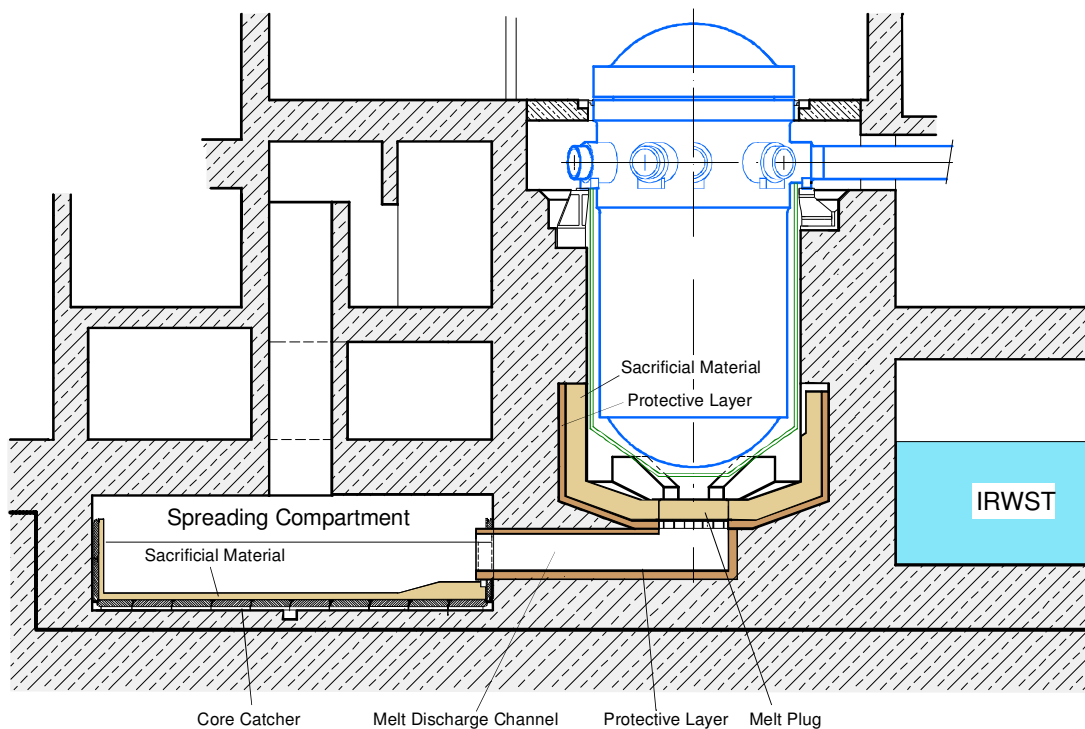 Sacrificial Material
Protective Layer
IRWST
Spreading Compartment
Sacrificial Material
Core Catcher
Melt Discharge Channel
Protective Layer
Melt Plug